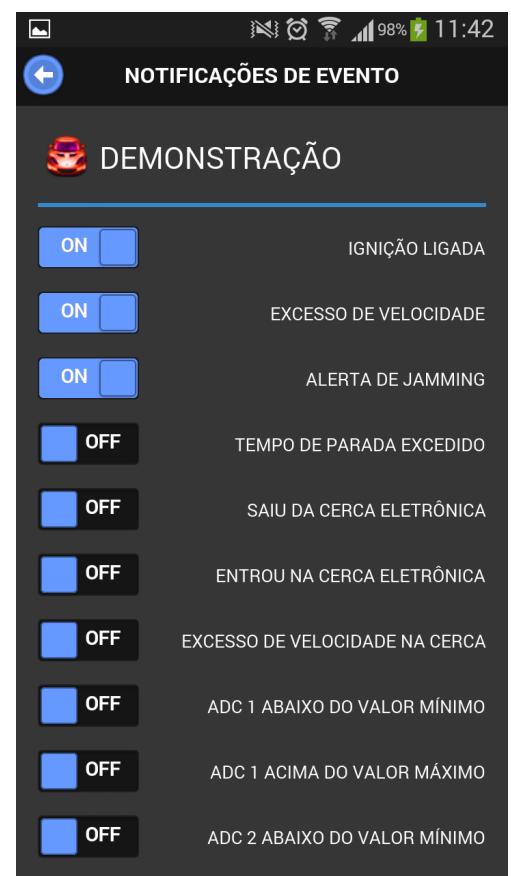 98% 11:42
NOTIFICAÇÕES DE EVENTO
DEMONSTRAÇÃO
ON IGNIÇÃO LIGADA
ON EXCESSO DE VELOCIDADE
ON ALERTA DE JAMMING
OFF TEMPO DE PARADA EXCEDIDO
OFF SAIU DA CERCA ELETRÔNICA
OFF ENTROU NA CERCA ELETRÔNICA
OFF EXCESSO DE VELOCIDADE NA CERCA
OFF ADC 1 ABAIXO DO VALOR MÍNIMO
OFF ADC 1 ACIMA DO VALOR MÁXIMO
OFF ADC 2 ABAIXO DO VALOR MÍNIMO